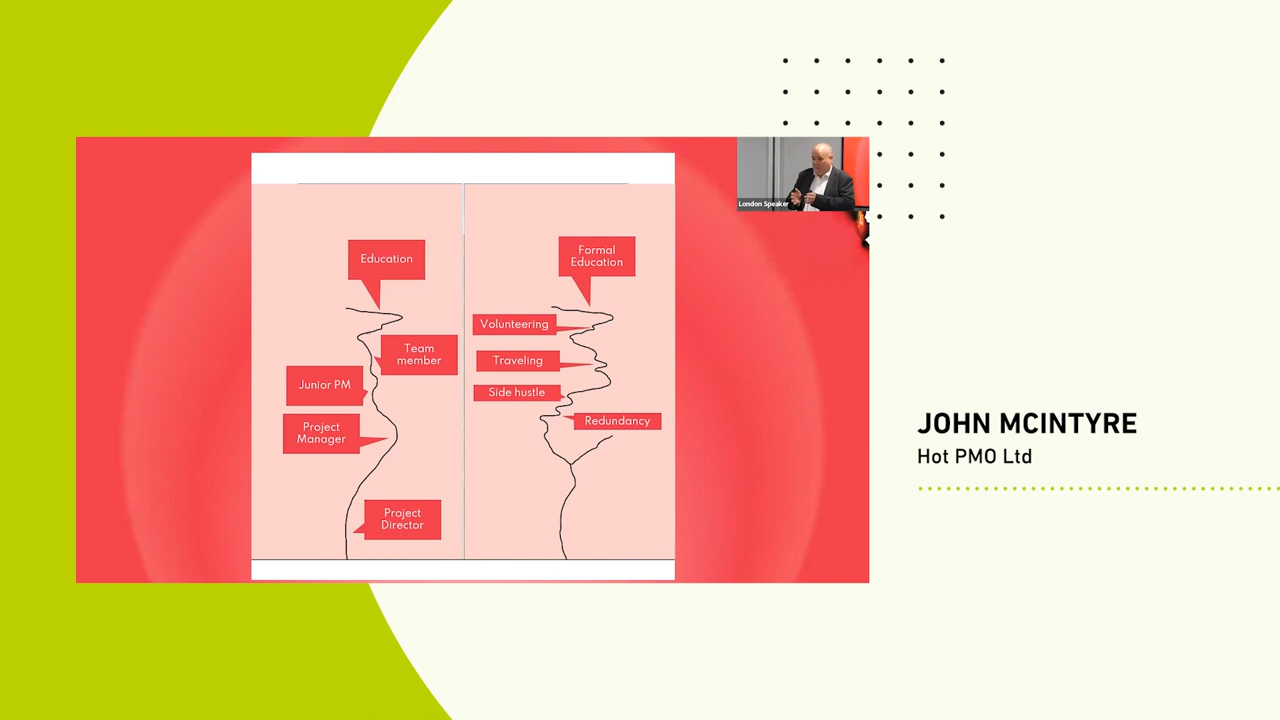 London Speaker
Education
Team
member
Junior PM
Project
Manager
Project
Director
Formal
Education
Volunteering
Traveling
Side hustle
Redundancy
JOHN MCINTYRE
Hot PMO Ltd